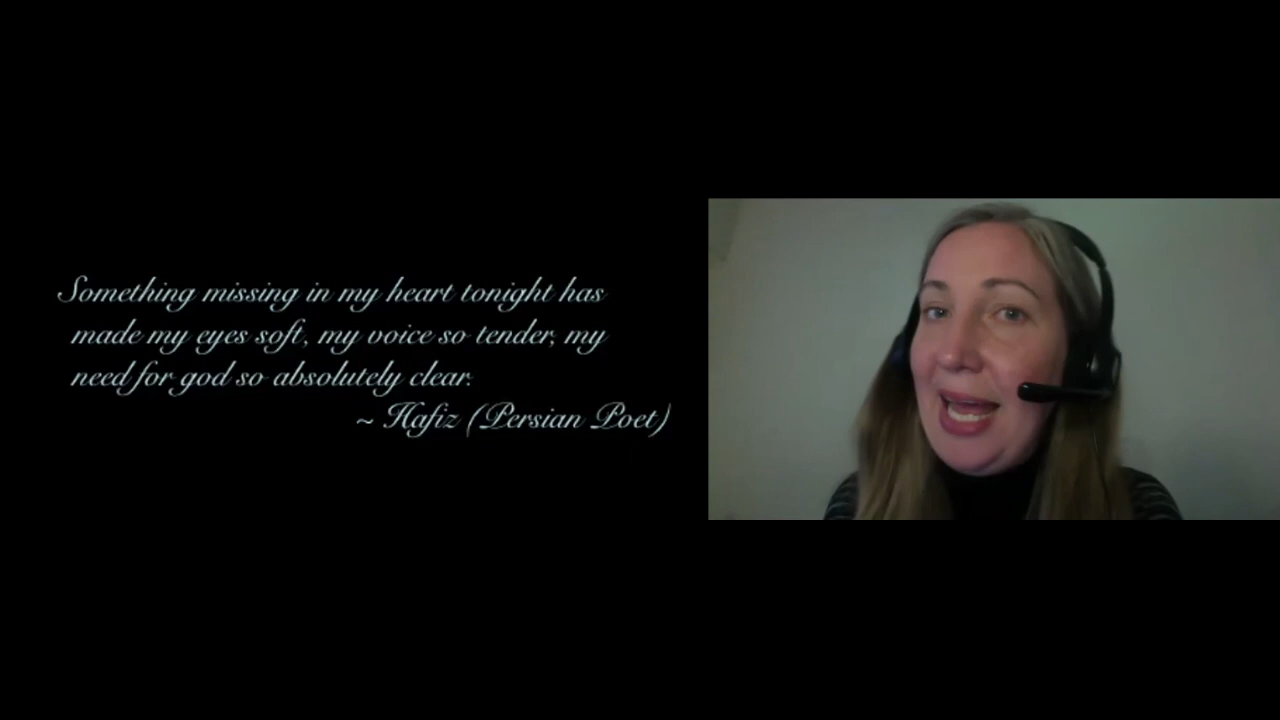 Something missing in my heart tonight has
made my eyes soft, my voice so tender, my
need for god so absolutely clear.
~ Hafiz (Persian Poet)